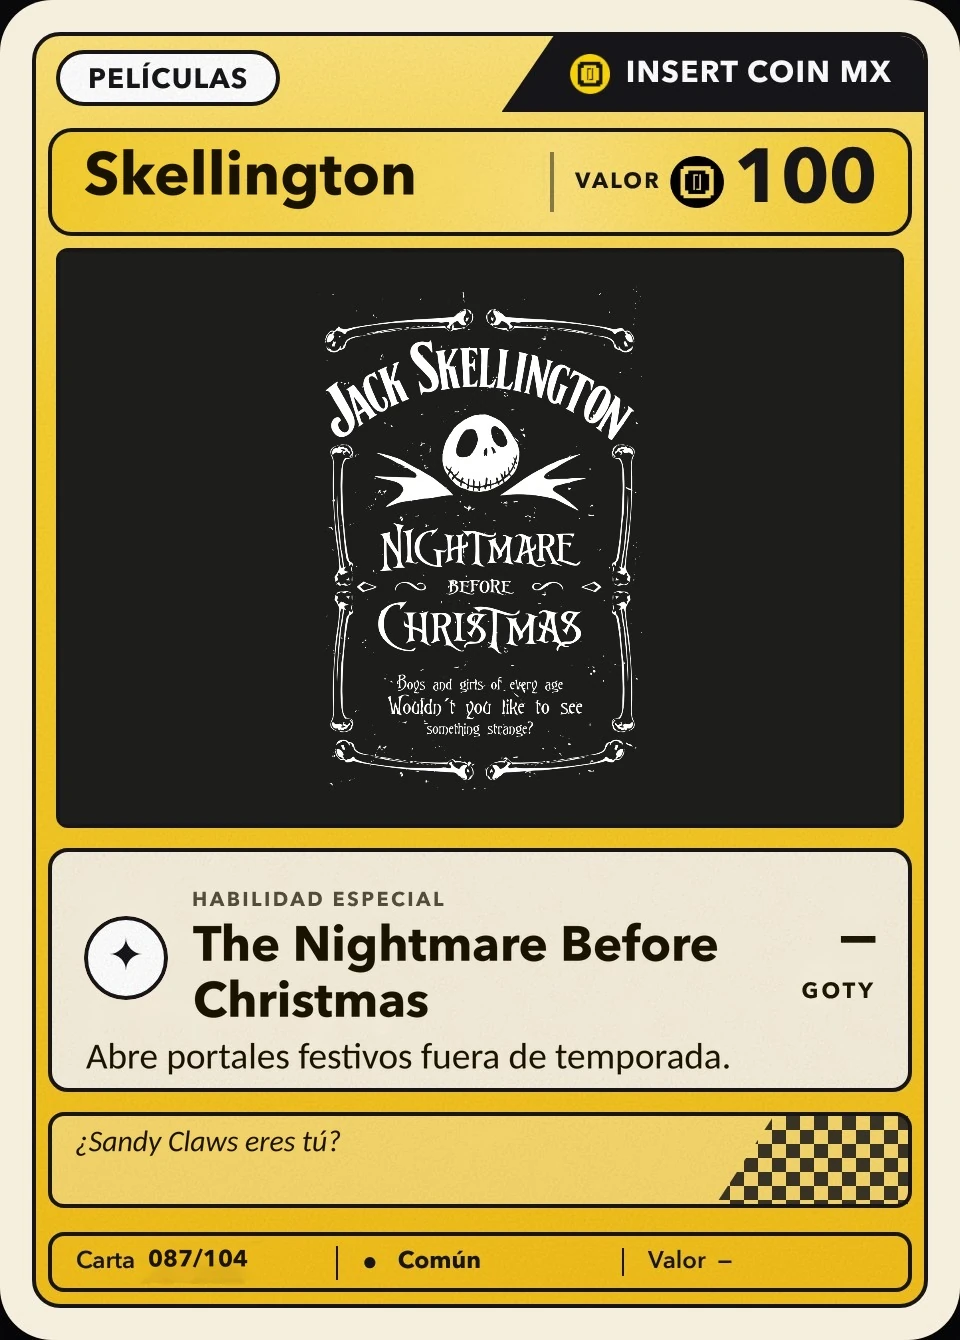 PELÍCULAS
INSERT COIN MX
Skellington
VALOR 100
JACK SKELLINGTON
NIGHTMARE
BEFORE
CHRISTMAS
Boys and girls of every age
Wouldn't you like to see
something strange?
HABILIDAD ESPECIAL
The Nightmare Before
Christmas
–
GOTY
Abre portales festivos fuera de temporada.
¿Sandy Claws eres tú?
Carta 087/104
• Común
Valor –